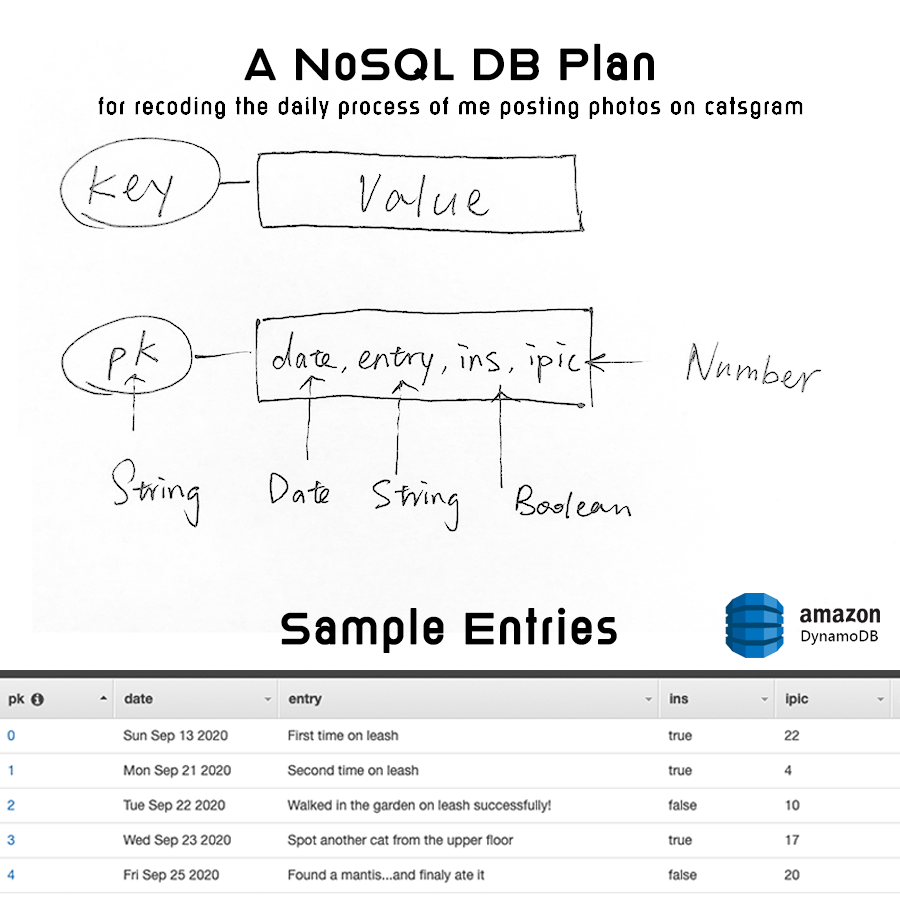 A NoSQL DB Plan
for recoding the daily process of me posting photos on catsgram
key Value
pk date, entry, ins, ipic Number
String Date String Boolean
Sample Entries
amazon
DynamoDB
pk date entry ins ipic
0 Sun Sep 13 2020 First time on leash true 22
1 Mon Sep 21 2020 Second time on leash true 4
2 Tue Sep 22 2020 Walked in the garden on leash successfully! false 10
3 Wed Sep 23 2020 Spot another cat from the upper floor true 17
4 Fri Sep 25 2020 Found a mantis...and finaly ate it false 20